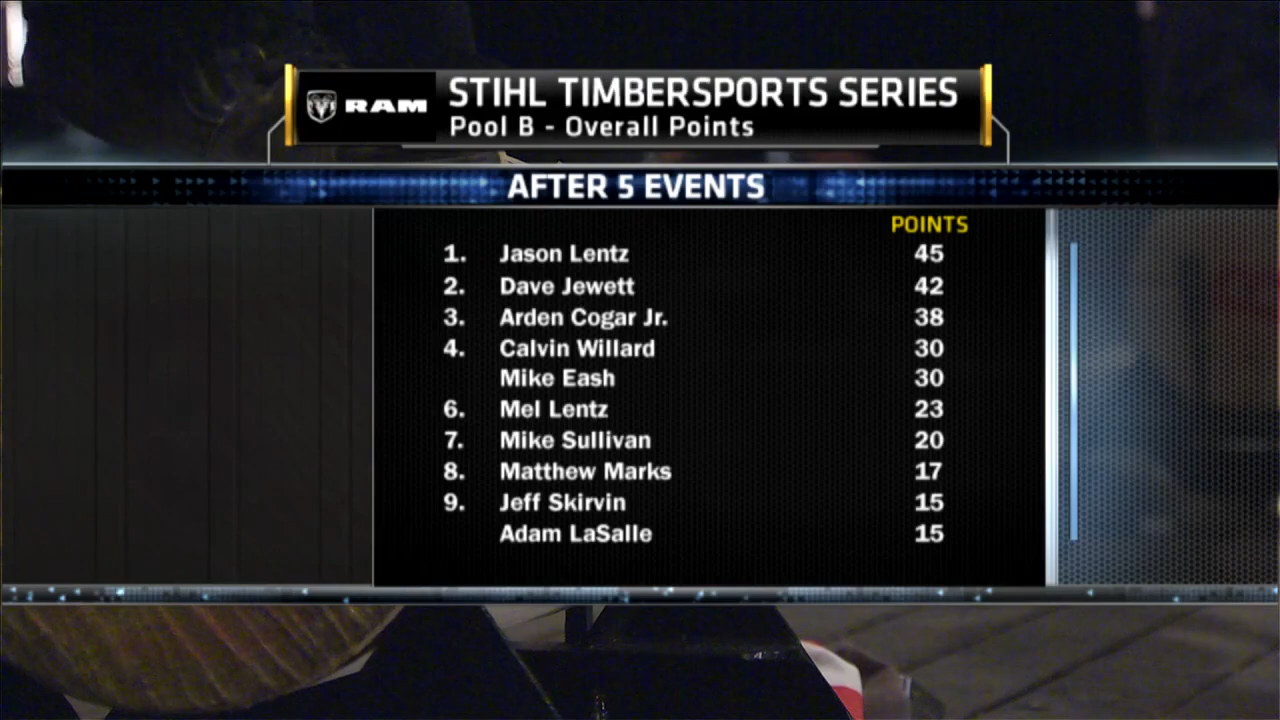 RAM
STIHL TIMBERSPORTS SERIES
Pool B - Overall Points
AFTER 5 EVENTS
POINTS
1. Jason Lentz 45
2. Dave Jewett 42
3. Arden Cogar Jr. 38
4. Calvin Willard 30
Mike Eash 30
6. Mel Lentz 23
7. Mike Sullivan 20
8. Matthew Marks 17
9. Jeff Skirvin 15
Adam LaSalle 15